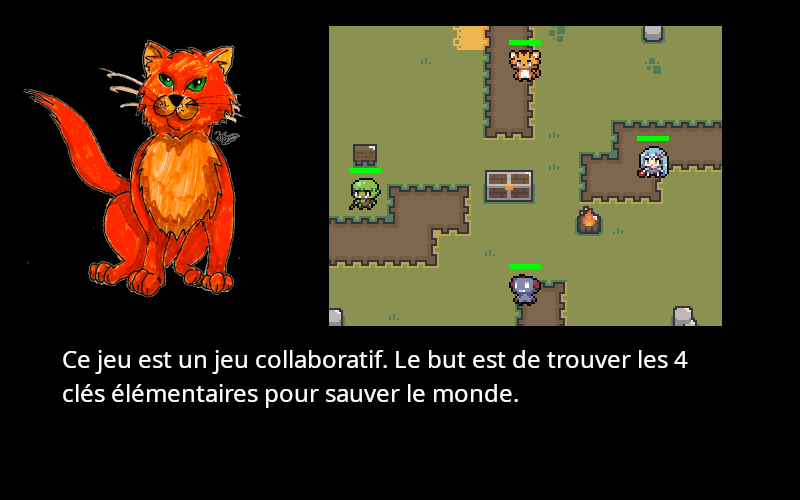 Ce jeu est un jeu collaboratif. Le but est de trouver les 4
clés élémentaires pour sauver le monde.